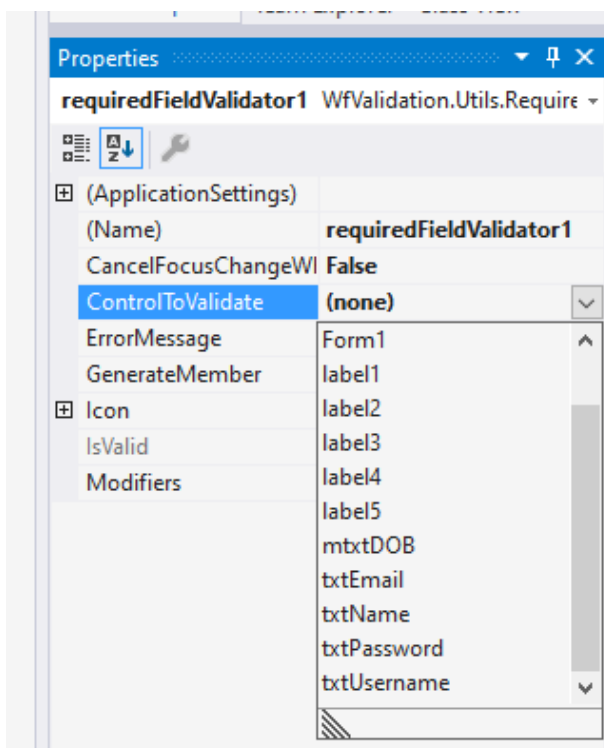 Properties
requiredFieldValidator1 WfValidation.Utils.Require
(ApplicationSettings)
(Name) requiredFieldValidator1
CancelFocusChangeWl False
ControlToValidate (none)
ErrorMessage
GenerateMember
Icon
IsValid
Modifiers
Form1
label1
label2
label3
label4
label5
mtxtDOB
txtEmail
txtName
txtPassword
txtUsername